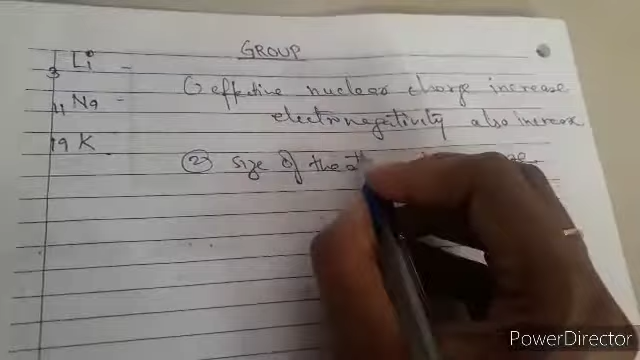 GROUP
3 Li -
① effective nuclear charge increase
11 Na -
electronegativity also increase
19 K
② Size of the
PowerDirector